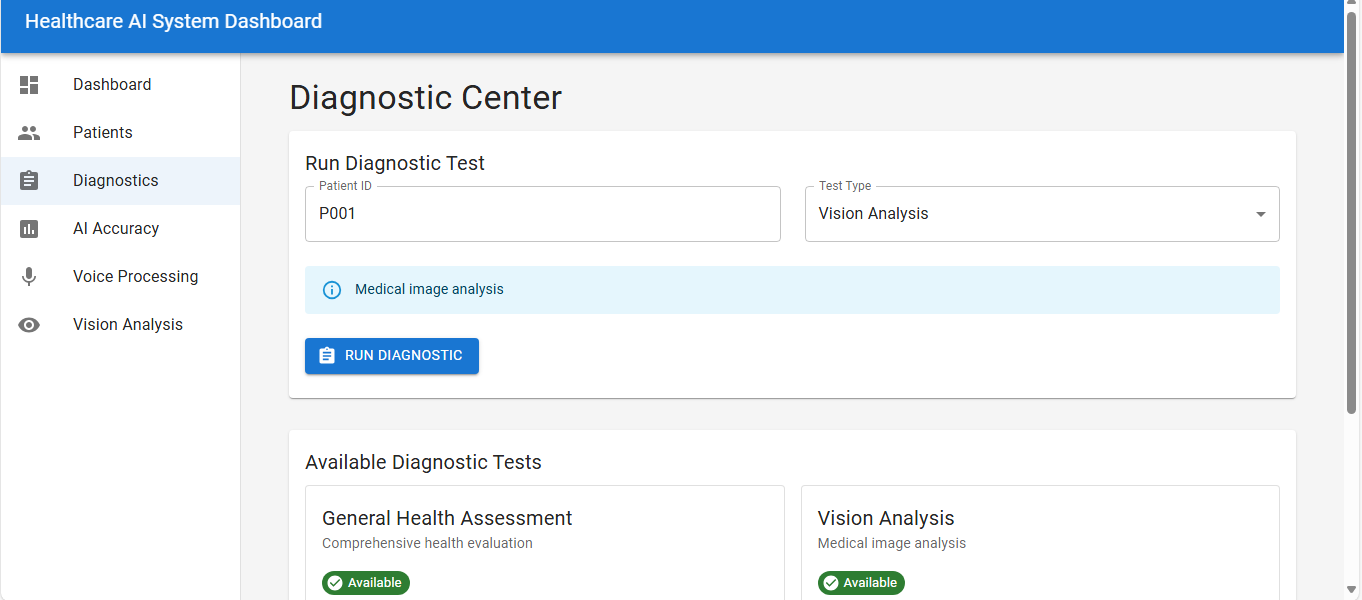 Healthcare AI System Dashboard
Dashboard
Patients
Diagnostics
AI Accuracy
Voice Processing
Vision Analysis
Diagnostic Center
Run Diagnostic Test
Patient ID
P001
Test Type
Vision Analysis
Medical image analysis
RUN DIAGNOSTIC
Available Diagnostic Tests
General Health Assessment
Comprehensive health evaluation
Available
Vision Analysis
Medical image analysis
Available